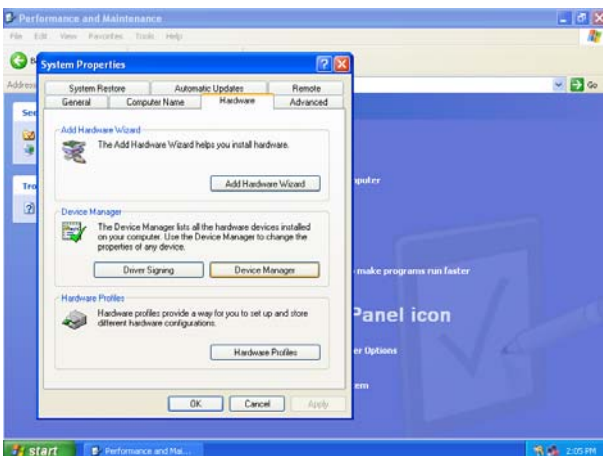 Performance and Maintenance
File Edit View Favorites Tools Help
Address
Go
System Properties
System Restore Automatic Updates Remote
General Computer Name Hardware Advanced
Add Hardware Wizard
The Add Hardware Wizard helps you install hardware.
Add Hardware Wizard
Device Manager
The Device Manager lists all the hardware devices installed
on your computer. Use the Device Manager to change the
properties of any device.
Driver Signing Device Manager
Hardware Profiles
Hardware profiles provide a way for you to set up and store
different hardware configurations.
Hardware Profiles
OK Cancel Apply
See
Tro
puter
make programs run faster
Panel icon
er Options
em
start Performance and Mai... 2:05 PM